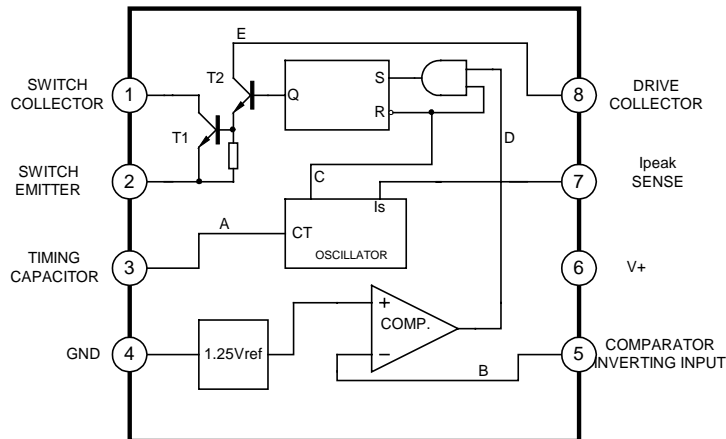 E
SWITCH
COLLECTOR
1
T2
S
Q
R
8
DRIVE
COLLECTOR
T1
D
SWITCH
EMITTER
2
C
Is
7
Ipeak
SENSE
A
CT
OSCILLATOR
TIMING
CAPACITOR
3
6
V+
+
COMP.
−
GND
4
1.25Vref
B
5
COMPARATOR
INVERTING INPUT